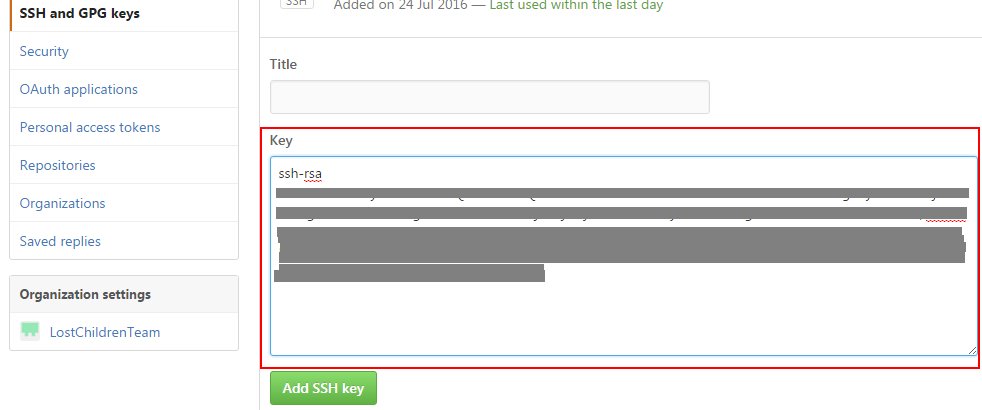 SSH and GPG keys
Security
OAuth applications
Personal access tokens
Repositories
Organizations
Saved replies
Organization settings
LostChildrenTeam
SSH
Added on 24 Jul 2016 — Last used within the last day
Title
Key
ssh-rsa
Add SSH key